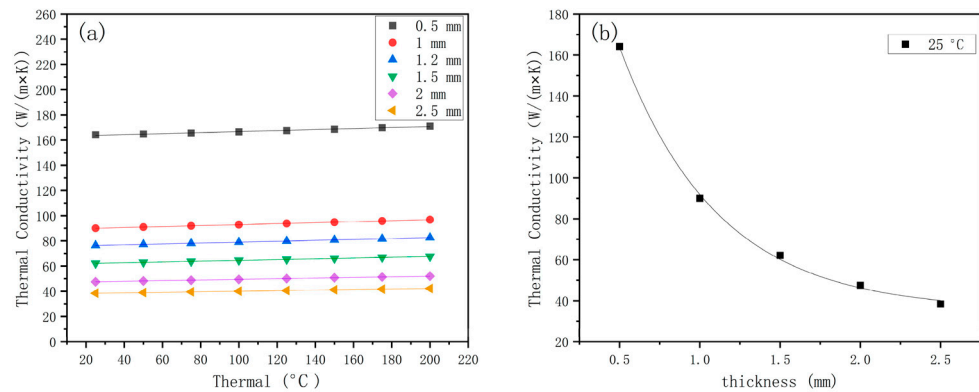 (a)
0.5 mm
1 mm
1.2 mm
1.5 mm
2 mm
2.5 mm
Thermal Conductivity (W/(m×K))
260
240
220
200
180
160
140
120
100
80
60
40
20
0
20 40 60 80 100 120 140 160 180 200 220
Thermal (°C)
(b)
25 °C
Thermal Conductivity (W/(m×K))
180
160
140
120
100
80
60
40
20
0.5 1.0 1.5 2.0 2.5
thickness (mm)